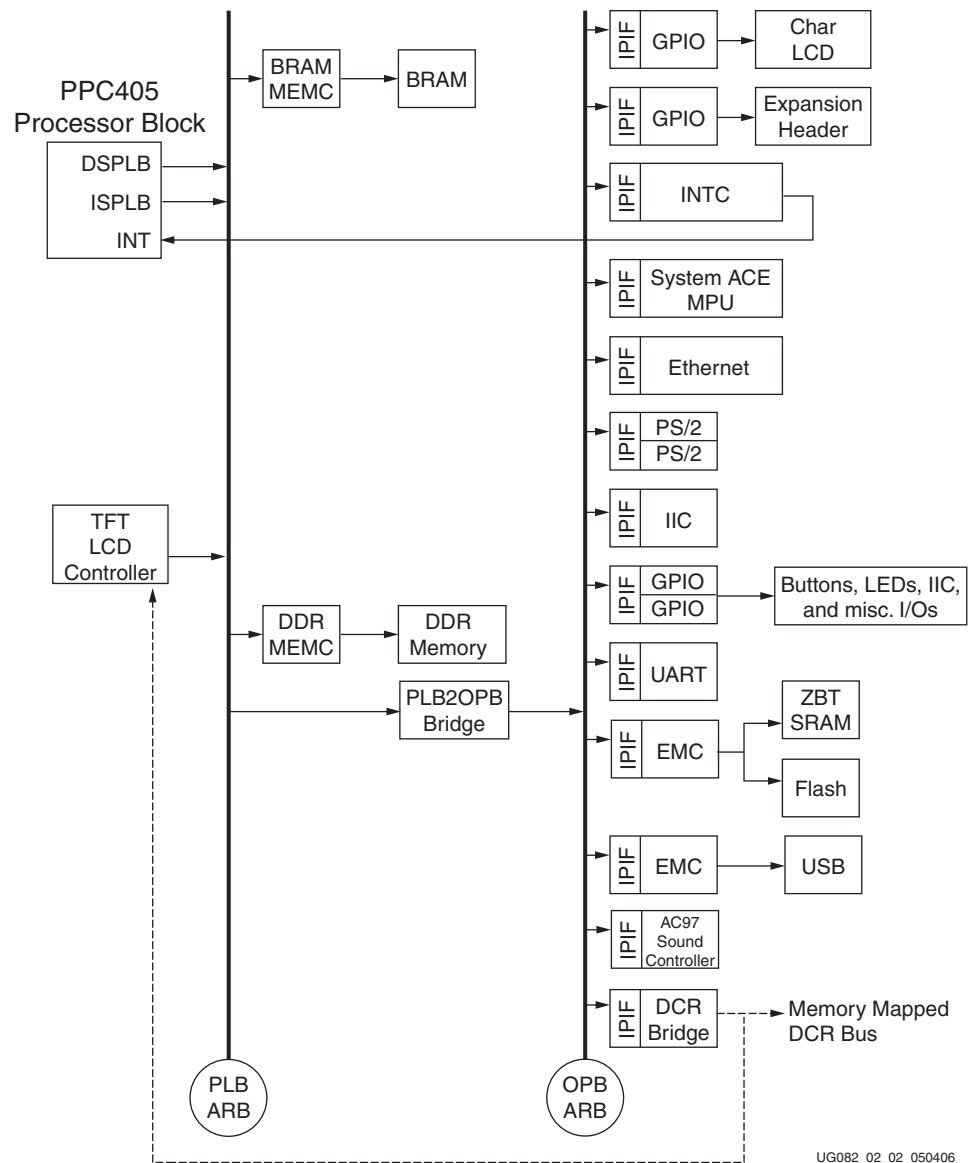 PPC405
Processor Block
DSPLB
ISPLB
INT
BRAM
MEMC
BRAM
TFT
LCD
Controller
DDR
MEMC
DDR
Memory
PLB2OPB
Bridge
PLB
ARB
IPIF
GPIO
Char
LCD
IPIF
GPIO
Expansion
Header
IPIF
INTC
IPIF
System ACE
MPU
IPIF
Ethernet
IPIF
PS/2
PS/2
IPIF
IIC
IPIF
GPIO
GPIO
Buttons, LEDs, IIC,
and misc. I/Os
IPIF
UART
IPIF
EMC
ZBT
SRAM
Flash
IPIF
EMC
USB
IPIF
AC97
Sound
Controller
IPIF
DCR
Bridge
Memory Mapped
DCR Bus
OPB
ARB
UG082_02_02_050406